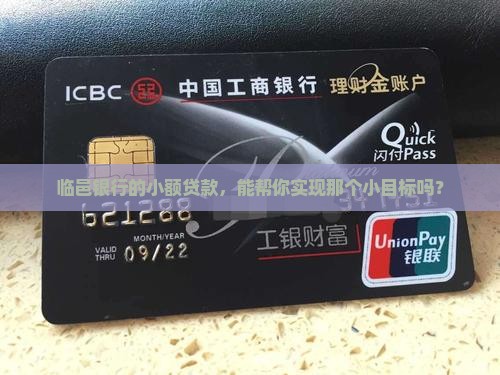 ICBC 中国工商银行 理财金账户
Quick
闪付Pass
临邑银行的小额贷款，能帮你实现那个小目标吗？
MONTH/YEAR
VALID THRU 09/22
工银财富
UnionPay
银联